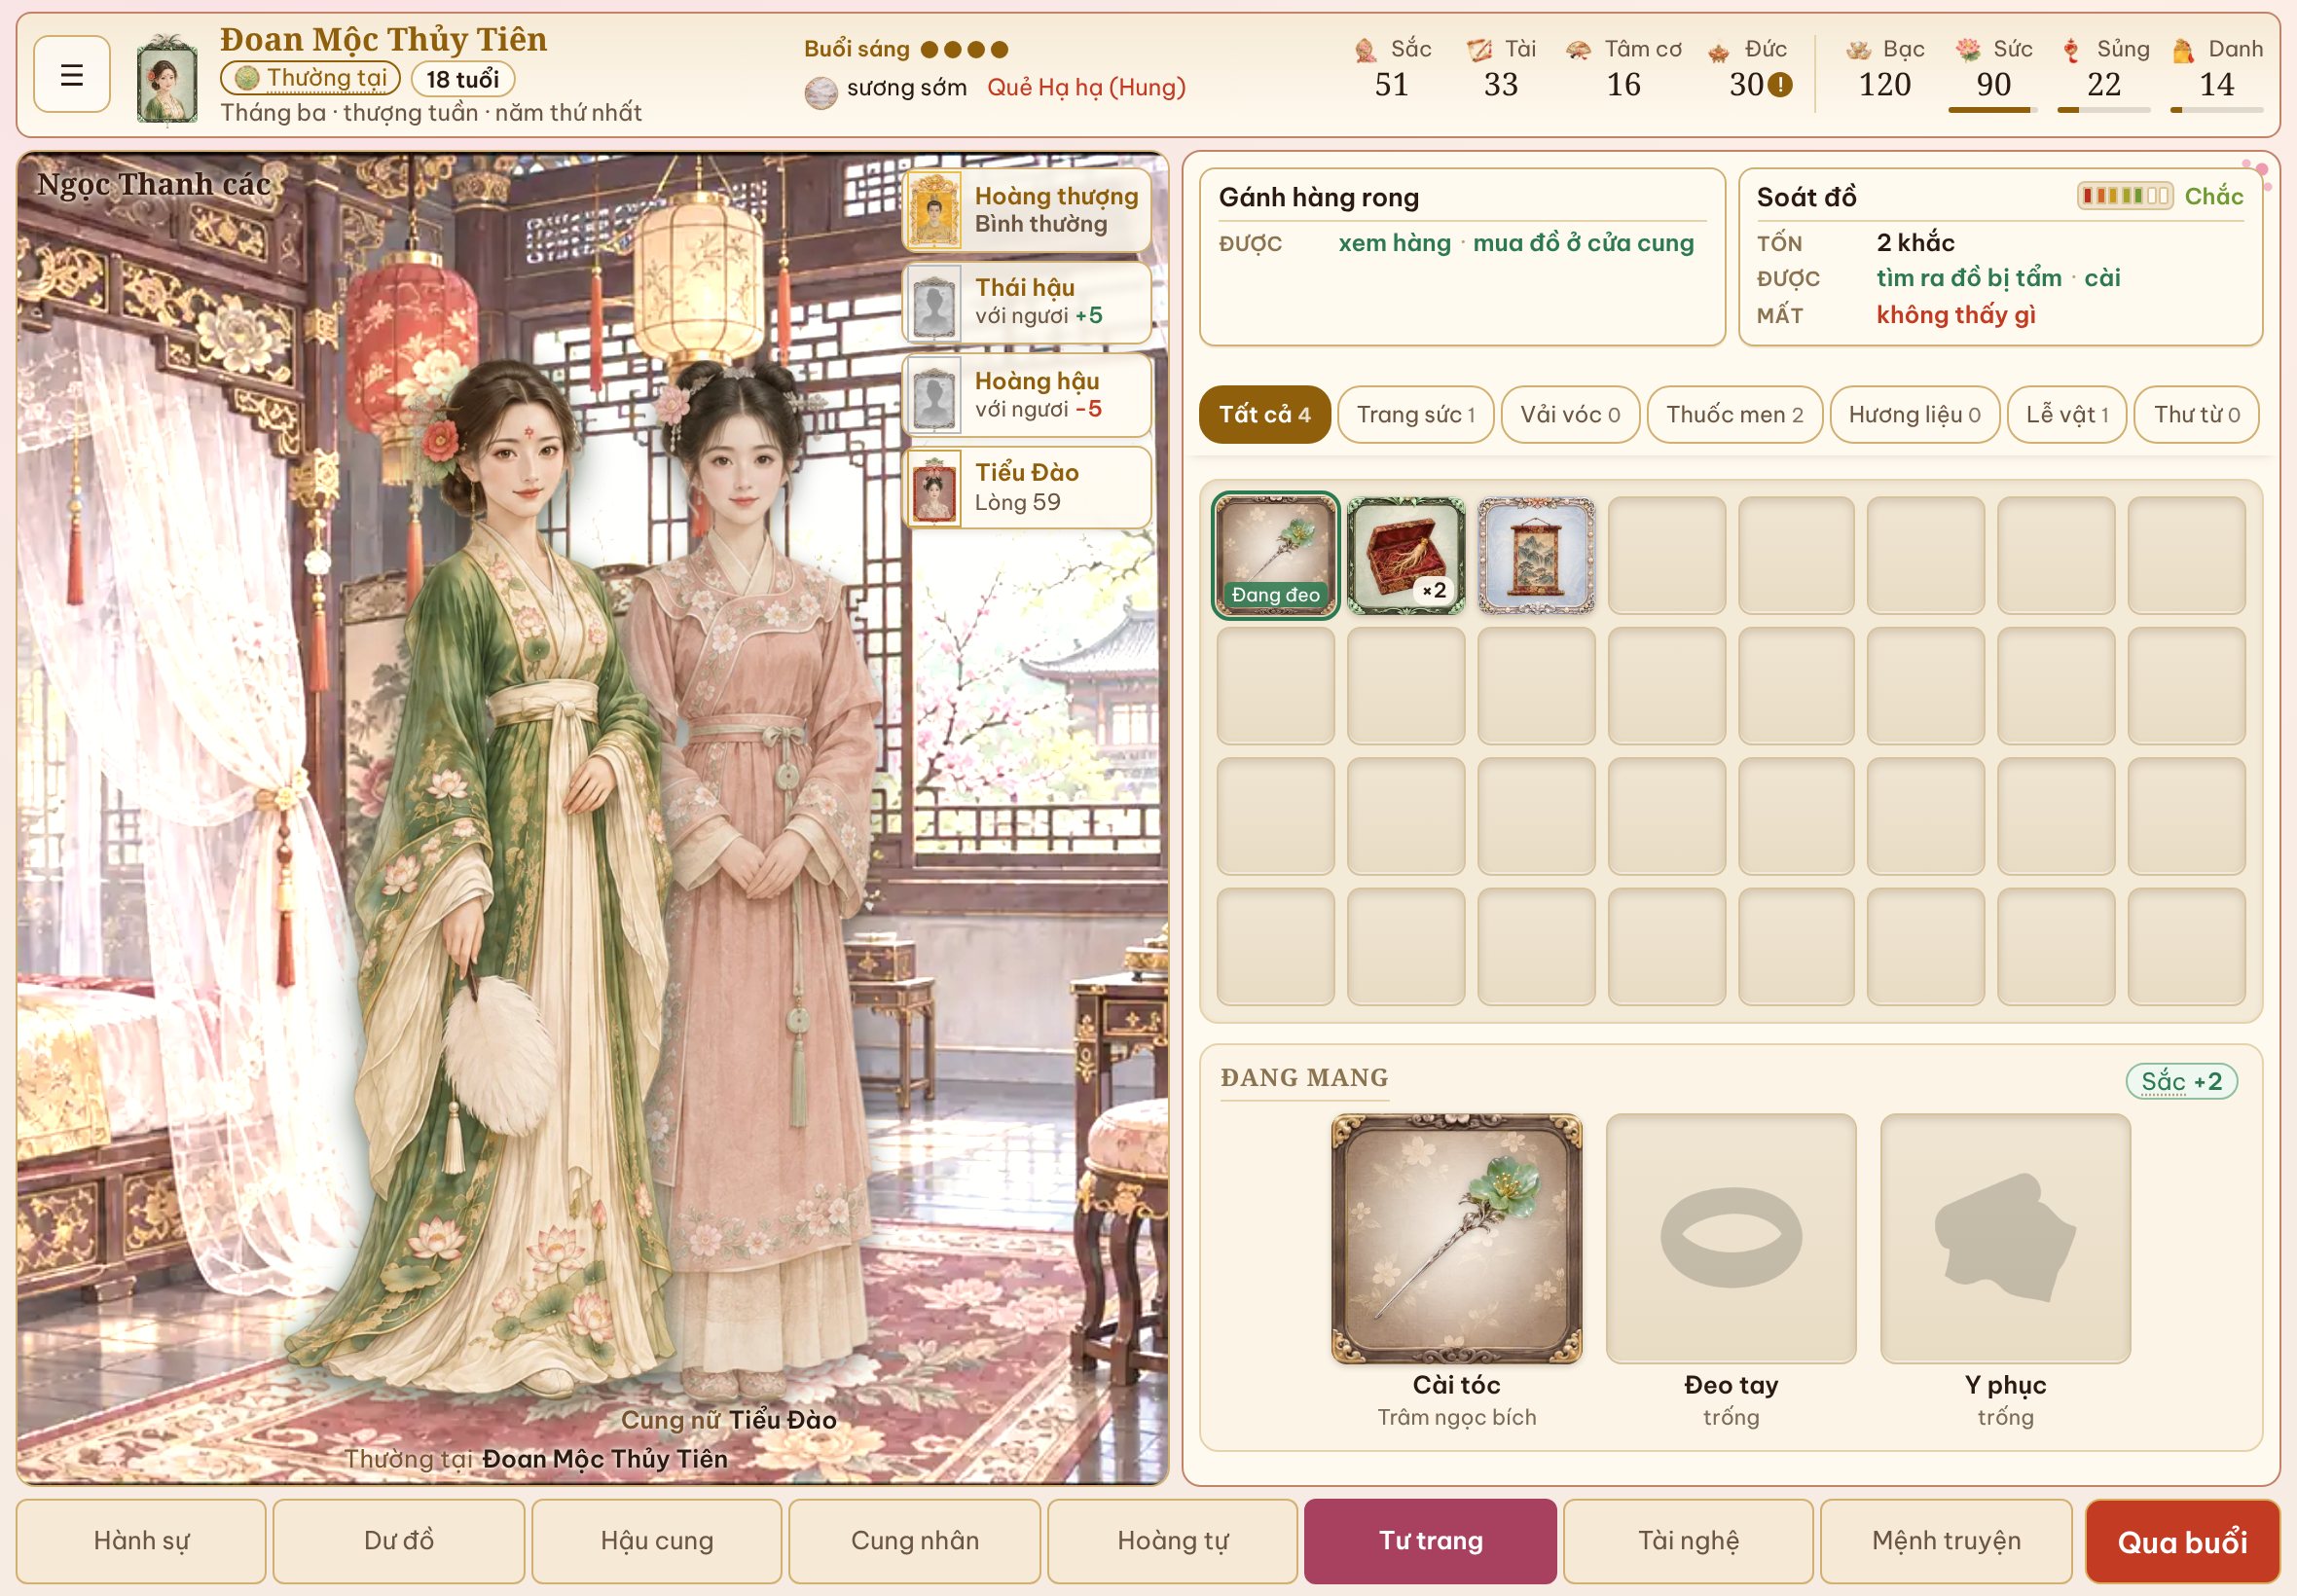 ☰
Đoan Mộc Thủy Tiên
Thường tại 18 tuổi
Tháng ba · thượng tuần · năm thứ nhất
Buổi sáng
sương sớm Quẻ Hạ hạ (Hung)
Sắc Tài Tâm cơ Đức Bạc Sức Sủng Danh
51 33 16 30 ! 120 90 22 14
Ngọc Thanh các
Hoàng thượng
Bình thường
Thái hậu
với ngươi +5
Hoàng hậu
với ngươi -5
Tiểu Đào
Lòng 59
Cung nữ Tiểu Đào
Thường tại Đoan Mộc Thủy Tiên
Gánh hàng rong
ĐƯỢC xem hàng · mua đồ ở cửa cung
Soát đồ Chắc
TỐN 2 khắc
ĐƯỢC tìm ra đồ bị tẩm · cài
MẤT không thấy gì
Tất cả 4 Trang sức 1 Vải vóc 0 Thuốc men 2 Hương liệu 0 Lễ vật 1 Thư từ 0
Đang đeo ×2
ĐANG MANG Sắc +2
Cài tóc Đeo tay Y phục
Trâm ngọc bích trống trống
Hành sự Dư đồ Hậu cung Cung nhân Hoàng tự Tư trang Tài nghệ Mệnh truyện Qua buổi